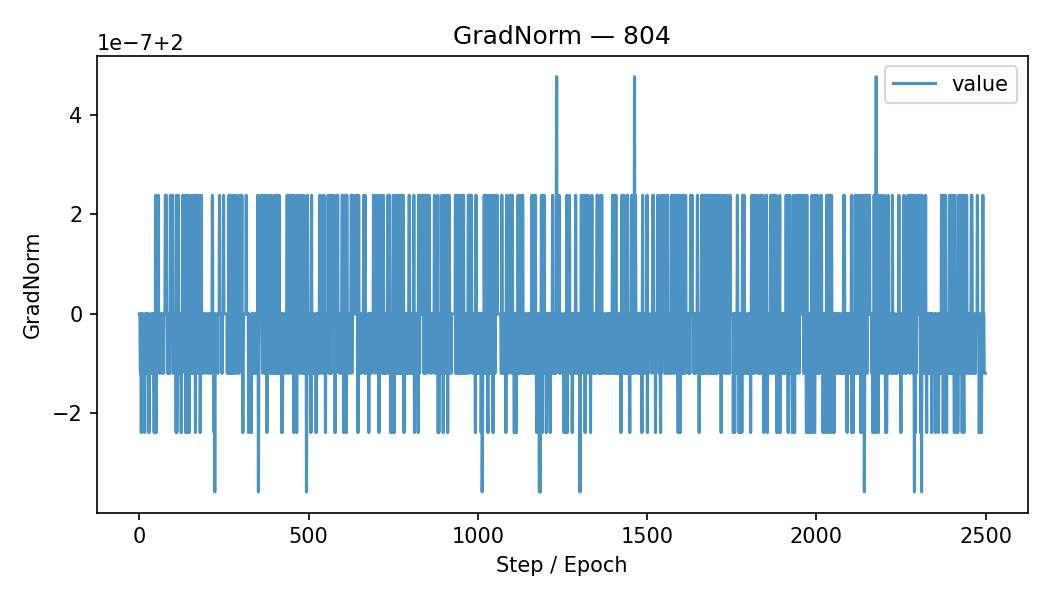 GradNorm — 804
1e−7+2
value
4
2
0
−2
GradNorm
0 500 1000 1500 2000 2500
Step / Epoch